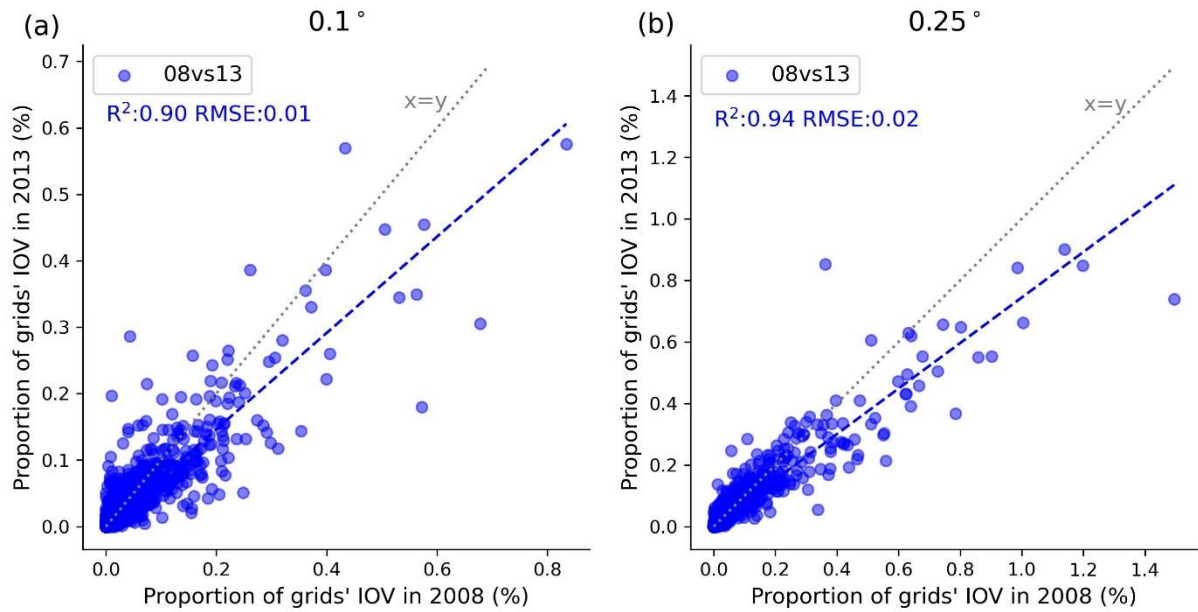 (a) 0.1°
0.7
0.6
0.5
0.4
0.3
0.2
0.1
0.0
Proportion of grids' IOV in 2013 (%)
08vs13
R²:0.90 RMSE:0.01
x=y
0.0 0.2 0.4 0.6 0.8
Proportion of grids' IOV in 2008 (%)
(b) 0.25°
1.4
1.2
1.0
0.8
0.6
0.4
0.2
0.0
Proportion of grids' IOV in 2013 (%)
08vs13
R²:0.94 RMSE:0.02
x=y
0.0 0.2 0.4 0.6 0.8 1.0 1.2 1.4
Proportion of grids' IOV in 2008 (%)